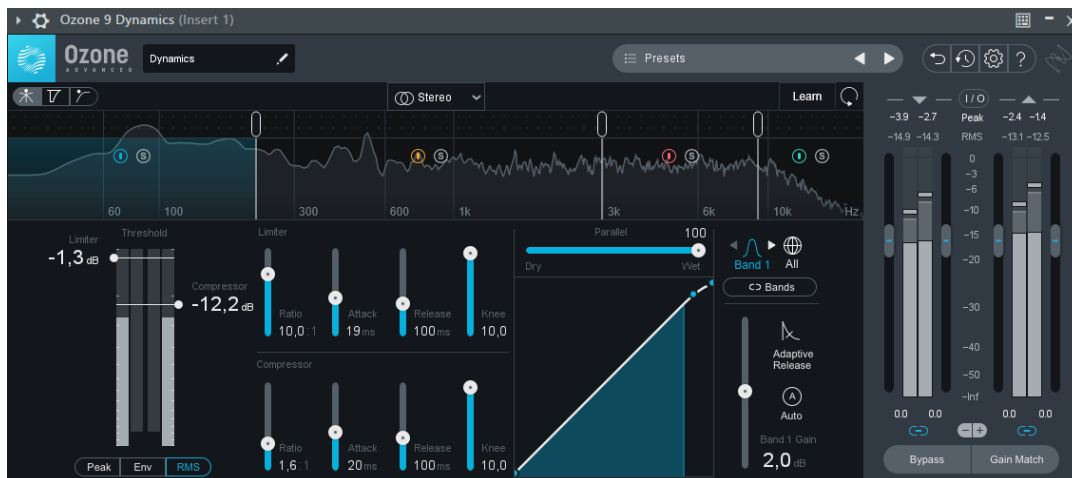 Ozone 9 Dynamics (Insert 1)
Ozone
ADVANCED
Dynamics
Presets
?
Stereo
Learn
I / O
-3.9 -2.7 Peak -2.4 -1.4
-14.9 -14.3 RMS -13.1 -12.5
S S S S
60 100 300 600 1k 3k 6k 10k Hz
0
-3
-6
-10
-15
-20
-30
-40
-50
-Inf
0.0 0.0 0.0 0.0
Bypass Gain Match
Threshold
Limiter
-1,3 dB
Compressor
-12,2 dB
Peak Env RMS
Limiter
Ratio Attack Release Knee
10,0:1 19 ms 100 ms 10,0
Compressor
Ratio Attack Release Knee
1,6:1 20 ms 100 ms 10,0
Parallel 100
Dry Wet
Band 1 All
Bands
Adaptive
Release
A
Auto
Band 1 Gain
2,0 dB